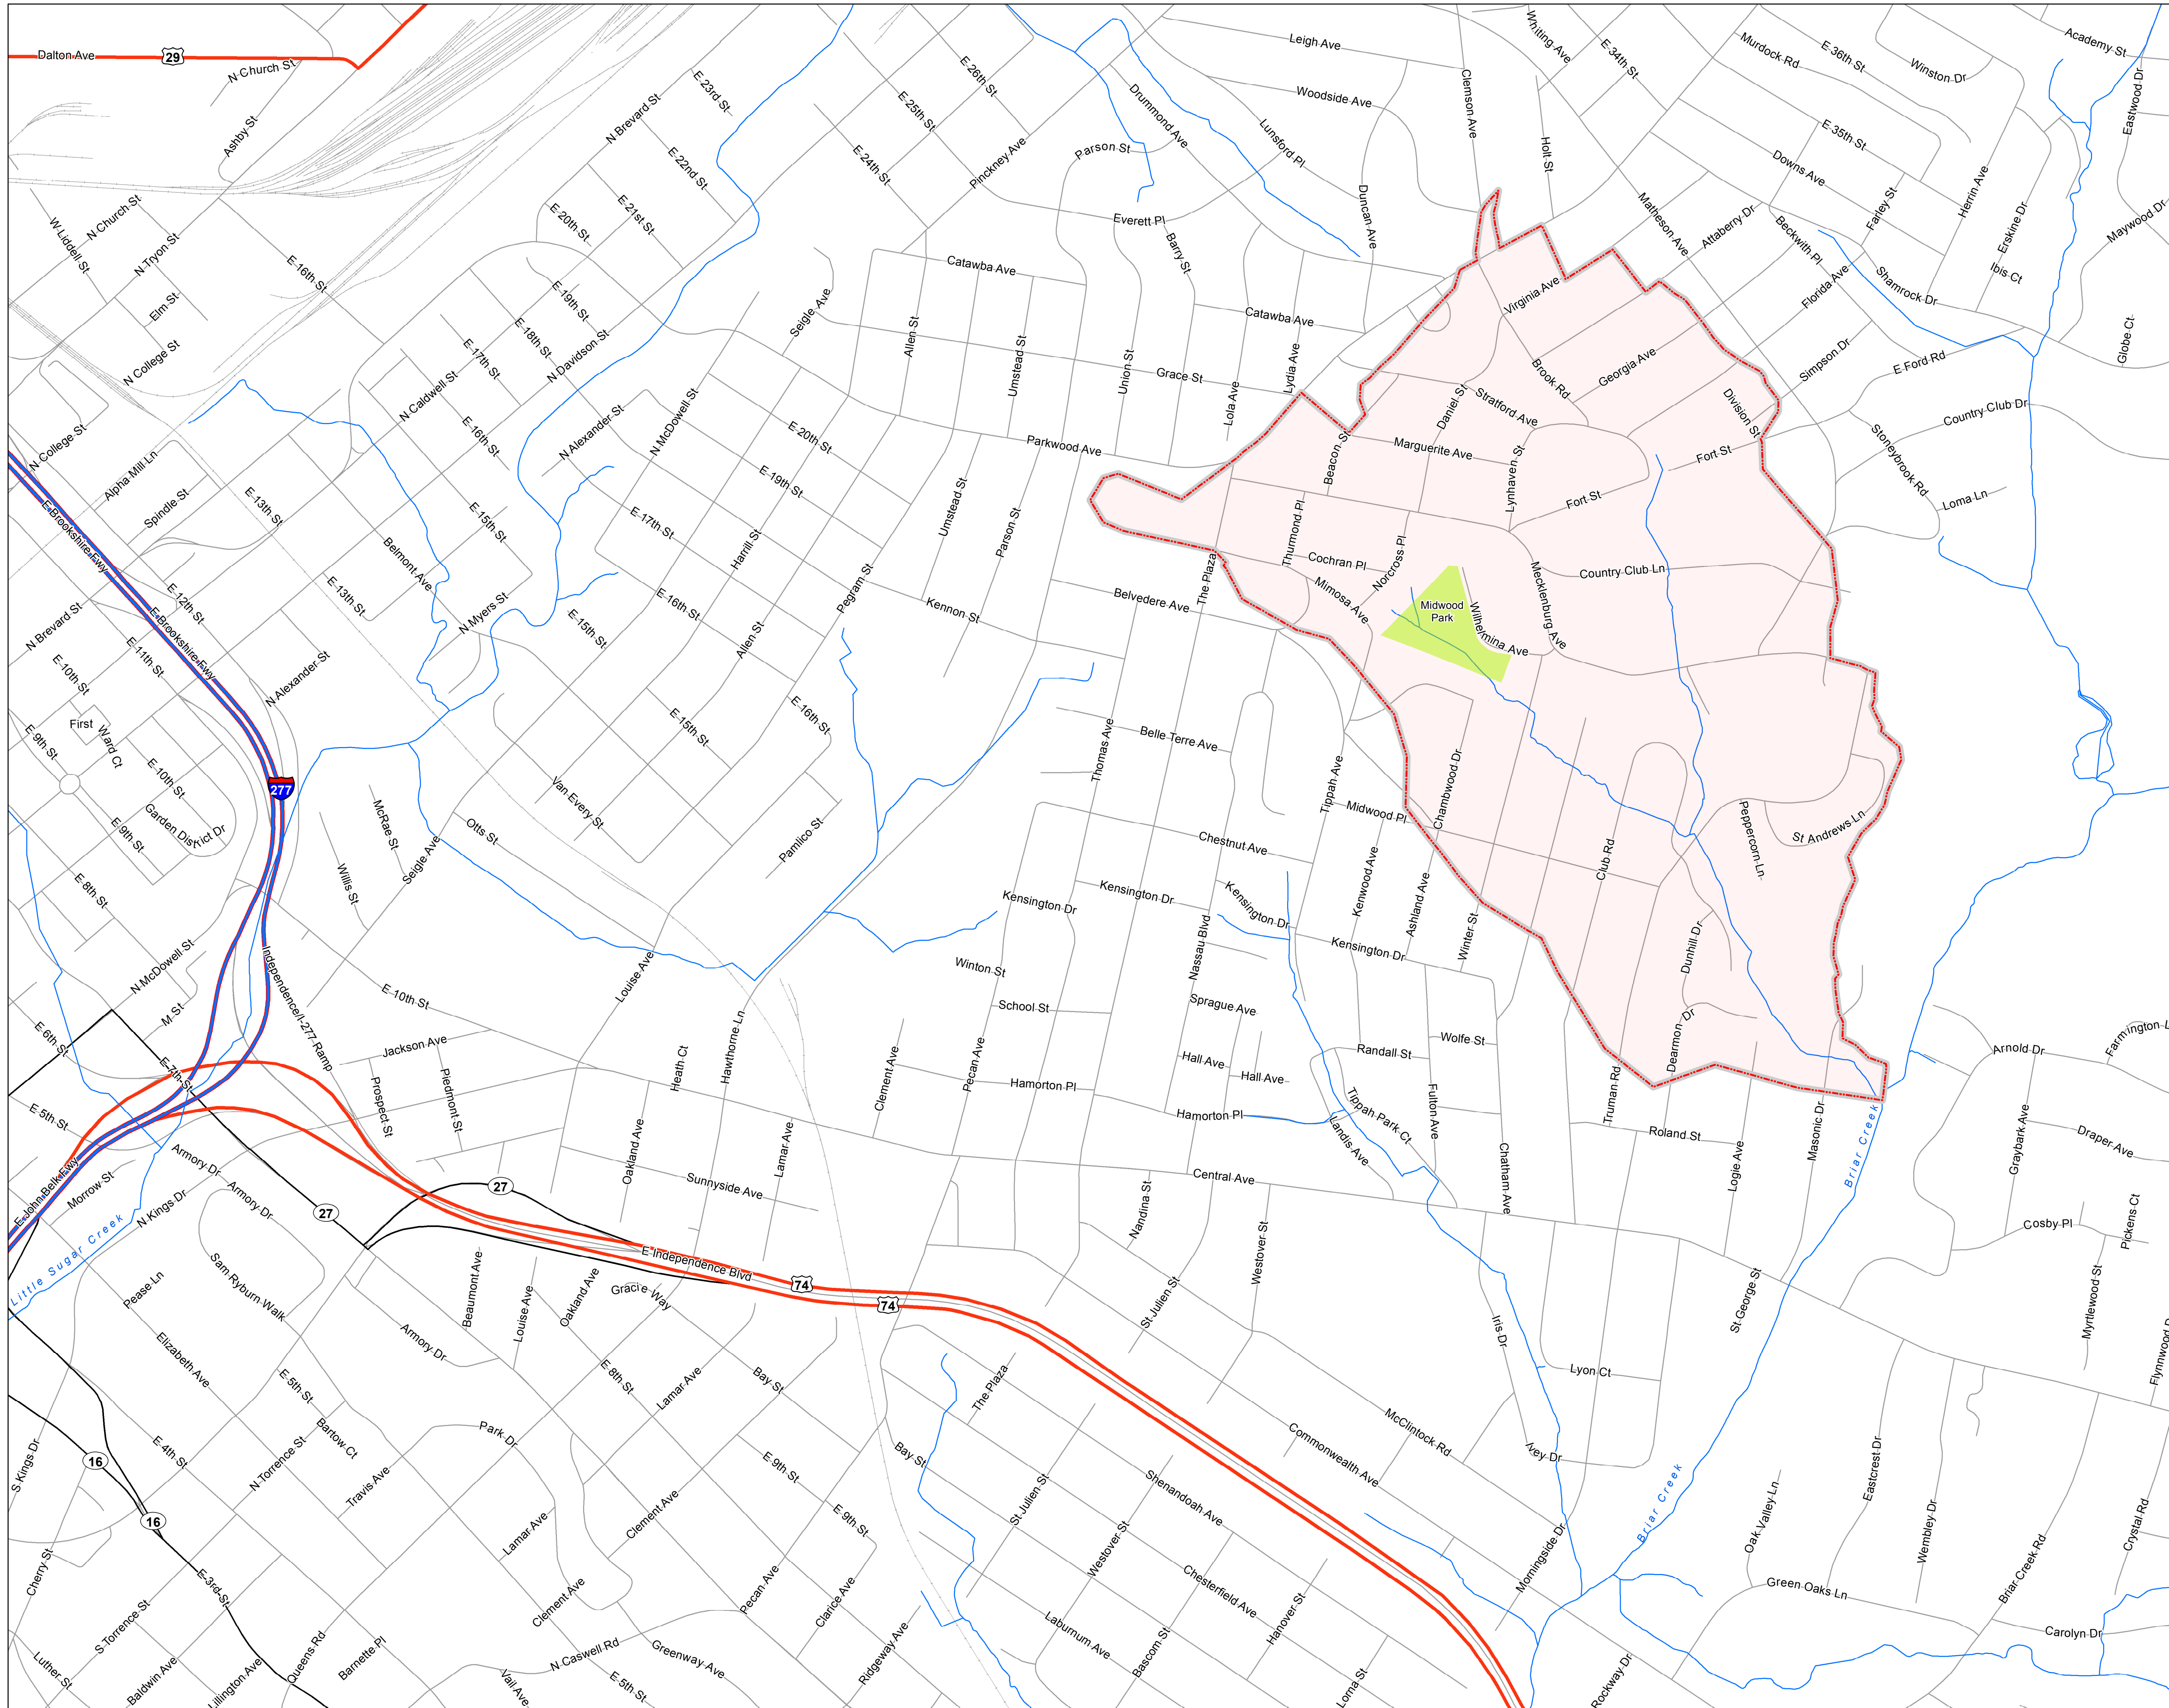 Dalton Ave
29
N Church St
Ashby St
N Brevard St
E 23rd St
E 22nd St
E 21st St
E 20th St
E 26th St
E 25th St
E 24th St
Pinckney Ave
Parson St
Drummond Ave
Leigh Ave
Woodside Ave
Lunsford Pl
Clemson Ave
Whiting Ave
E 34th St
Holt St
Murdock Rd
E 36th St
Winston Dr
Academy St
Eastwood Dr
E 35th St
Downs Ave
Herrin Ave
Farley St
Erskine Dr
Maywood Dr
Ibis Ct
Matheson Ave
Attaberry Dr
Beckwith Pl
Florida Ave
Shamrock Dr
Globe Ct
W Liddell St
N Church St
N Tryon St
Elm St
N College St
E 16th St
E 19th St
E 18th St
E 17th St
N Davidson St
N Caldwell St
E 16th St
Seigle Ave
Catawba Ave
Allen St
Umstead St
Everett Pl
Barry St
Duncan Ave
Catawba Ave
Grace St
Union St
Lola Ave
Lydia Ave
Virginia Ave
Brook Rd
Georgia Ave
Simpson Dr
E Ford Rd
Country Club Dr
Division St
Stratford Ave
Daniel St
Marguerite Ave
Beacon St
Lynhaven St
Fort St
Fort St
Stoneybrook Rd
Loma Ln
N College St
Alpha Mill Ln
Spindle St
E 13th St
N Alexander St
N McDowell St
E 20th St
E 19th St
E 17th St
Harrill St
Parkwood Ave
Umstead St
Parson St
E Brookshire Fwy
E 15th St
Belmont Ave
E 13th St
E 12th St
E Brookshire Fwy
N Myers St
E 15th St
E 16th St
Pegram St
Allen St
Kennon St
Belvedere Ave
The Plaza
Thurmond Pl
Cochran Pl
Norcross Pl
Mimosa Ave
Midwood
Park
Wilhelmina Ave
Mecklenburg Ave
Country Club Ln
N Brevard St
E 11th St
E 10th St
N Alexander St
First
Ward Ct
E 9th St
E 10th St
277
Garden District Dr
E 9th St
E 16th St
E 15th St
Van Every St
Pamlico St
Thomas Ave
Belle Terre Ave
Tippah Ave
Midwood Pl
Chambwood Dr
Club Rd
Peppercorn Ln
St Andrews Ln
McRae St
Otts St
Seigle Ave
Willis St
E 8th St
Chestnut Ave
Kensington Dr
Kensington Dr
Kensington Dr
Kensington Dr
Kenwood Ave
Ashland Ave
Winter St
Dunhill Dr
Dearmon Dr
N McDowell St
M St
E 6th St
Independence/I-277 Ramp
E 10th St
Louise Ave
Winton St
School St
Nassau Blvd
Sprague Ave
Hall Ave
Hall Ave
Wolfe St
Randall St
Arnold Dr
Jackson Ave
E 7th St
E 5th St
Prospect St
Piedmont St
Heath Ct
Hawthorne Ln
Clement Ave
Pecan Ave
Hamorton Pl
Hamorton Pl
Tippah Park Ct
Landis Ave
Fulton Ave
Chatham Ave
Truman Rd
Roland St
Logie Ave
Masonic Dr
Briar Creek
Graybark Ave
Draper Ave
Cosby Pl
Pickens Ct
Armory Dr
Armory Dr
Morrow St
E John Belk Fwy
N Kings Dr
Little Sugar Creek
27
27
Oakland Ave
Lamar Ave
Sunnyside Ave
Central Ave
Nandina St
Westover St
St Julien St
St George St
Myrtlewood St
E Independence Blvd
74
74
Sam Ryburn Walk
Pease Ln
Elizabeth Ave
Beaumont Ave
Louise Ave
Oakland Ave
Gracie Way
Armory Dr
E 5th St
E 8th St
Bay St
Lamar Ave
Iris Dr
Lyon Ct
Ivey Dr
McClintock Rd
Commonwealth Ave
S Kings Dr
E 4th St
16
16
N Torrence St
Bartow Ct
Travis Ave
Park Dr
E 9th St
Clement Ave
Lamar Ave
E 9th St
Bay St
The Plaza
St Julien St
Shenandoah Ave
Westover St
Chesterfield Ave
Morningside Dr
Briar Creek
Oak Valley Ln
Eastcrest Dr
Wembley Dr
Briar Creek Rd
Crystal Rd
Green Oaks Ln
Carolyn Dr
Cherry St
E 3rd St
S Torrence St
Luther St
Baldwin Ave
Lillington Ave
Queens Rd
Barnette Pl
Clement Ave
Vail Ave
N Caswell Rd
E 5th St
Greenway Ave
Pecan Ave
Clarice Ave
Ridgeway Ave
Laburnum Ave
Bascom St
Hanover St
Lorna St
Rockway Dr